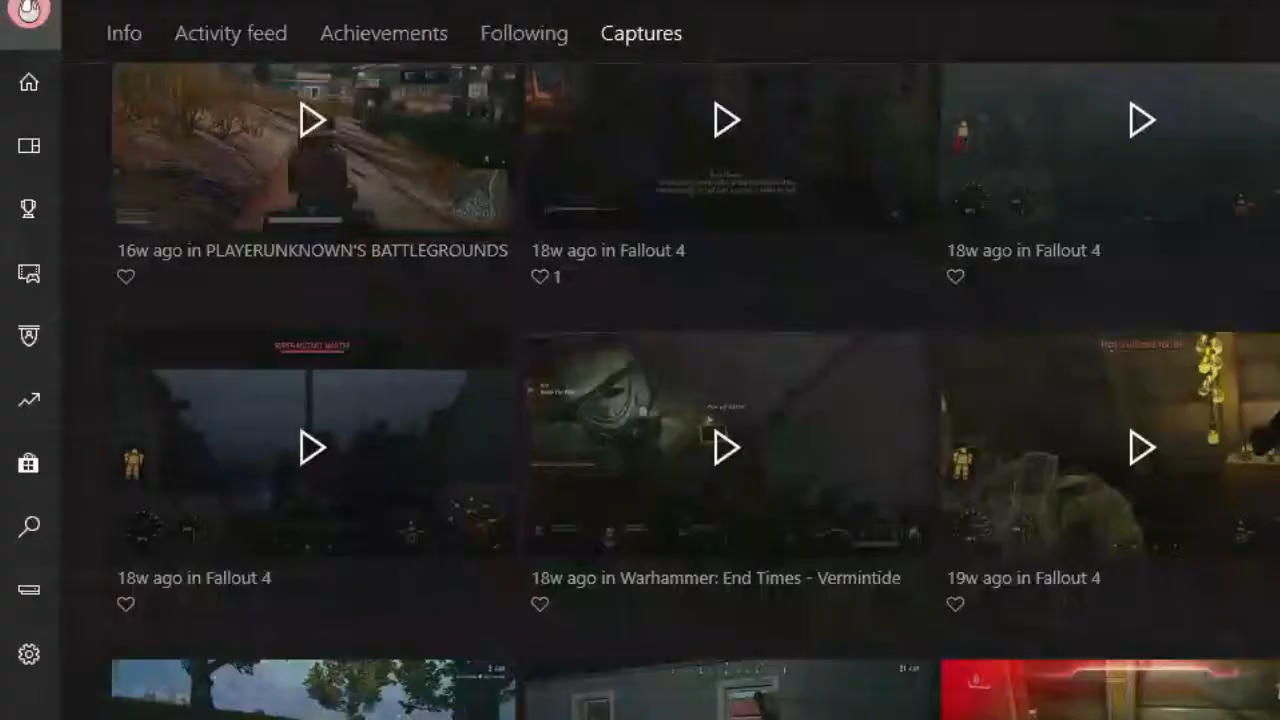 Info Activity feed Achievements Following Captures
16w ago in PLAYERUNKNOWN'S BATTLEGROUNDS
18w ago in Fallout 4
1
18w ago in Fallout 4
18w ago in Fallout 4
18w ago in Warhammer: End Times - Vermintide
19w ago in Fallout 4